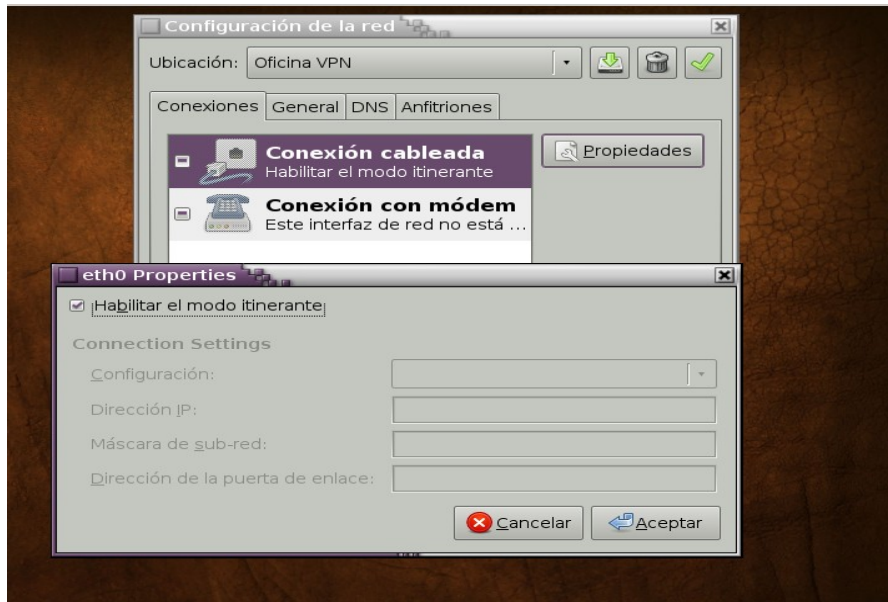 Configuración de la red
Ubicación: Oficina VPN
Conexiones General DNS Anfitriones
Conexión cableada
Habilitar el modo itinerante
Propiedades
Conexión con módem
Este interfaz de red no está ...
eth0 Properties
Habilitar el modo itinerante
Connection Settings
Configuración:
Dirección IP:
Máscara de sub-red:
Dirección de la puerta de enlace:
Cancelar Aceptar